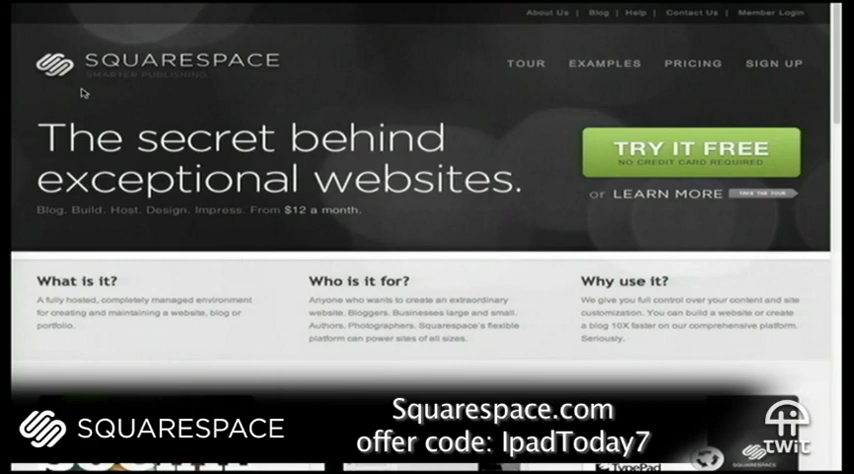 About Us | Blog | Help | Contact Us | Member Login
SQUARESPACE
SMARTER PUBLISHING
TOUR EXAMPLES PRICING SIGN UP
The secret behind
exceptional websites.
Blog. Build. Host. Design. Impress. From $12 a month.
TRY IT FREE
NO CREDIT CARD REQUIRED
or LEARN MORE TAKE THE TOUR
What is it?
A fully hosted, completely managed environment
for creating and maintaining a website, blog or
portfolio.
Who is it for?
Anyone who wants to create an extraordinary
website. Bloggers. Businesses large and small.
Authors. Photographers. Squarespace's flexible
platform can power sites of all sizes.
Why use it?
We give you full control over your content and site
customization. You can build a website or create
a blog 10X faster on our comprehensive platform.
Seriously.
SQUARESPACE
Squarespace.com
offer code: IpadToday7
TWiT
TypePad
SQUARESPACE